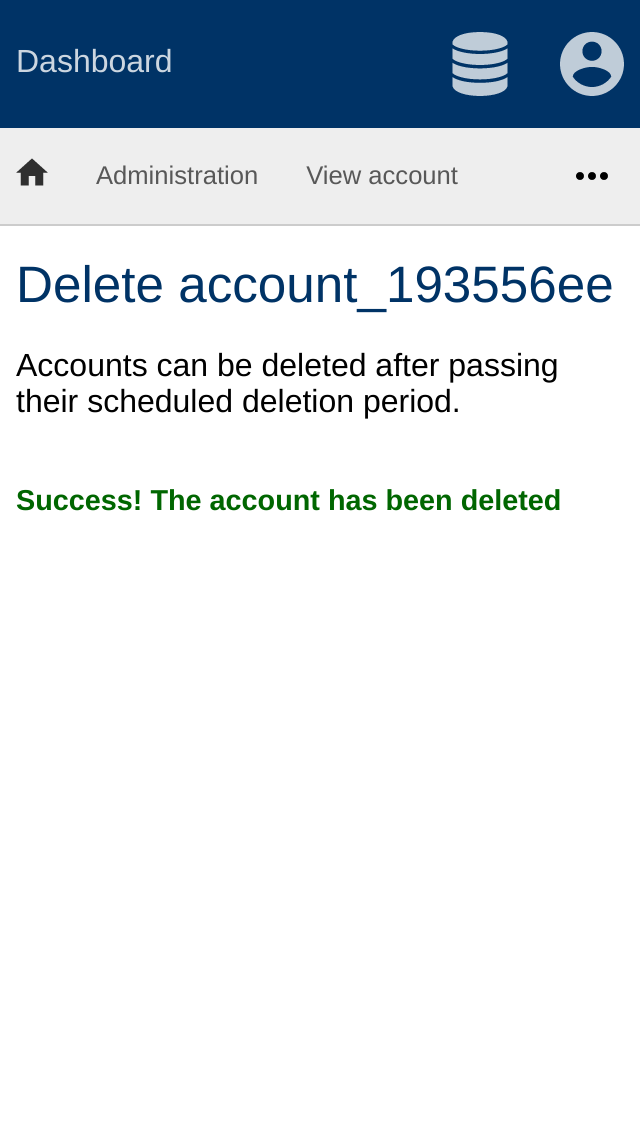 Dashboard
Administration View account
Delete account_193556ee
Accounts can be deleted after passing
their scheduled deletion period.
Success! The account has been deleted